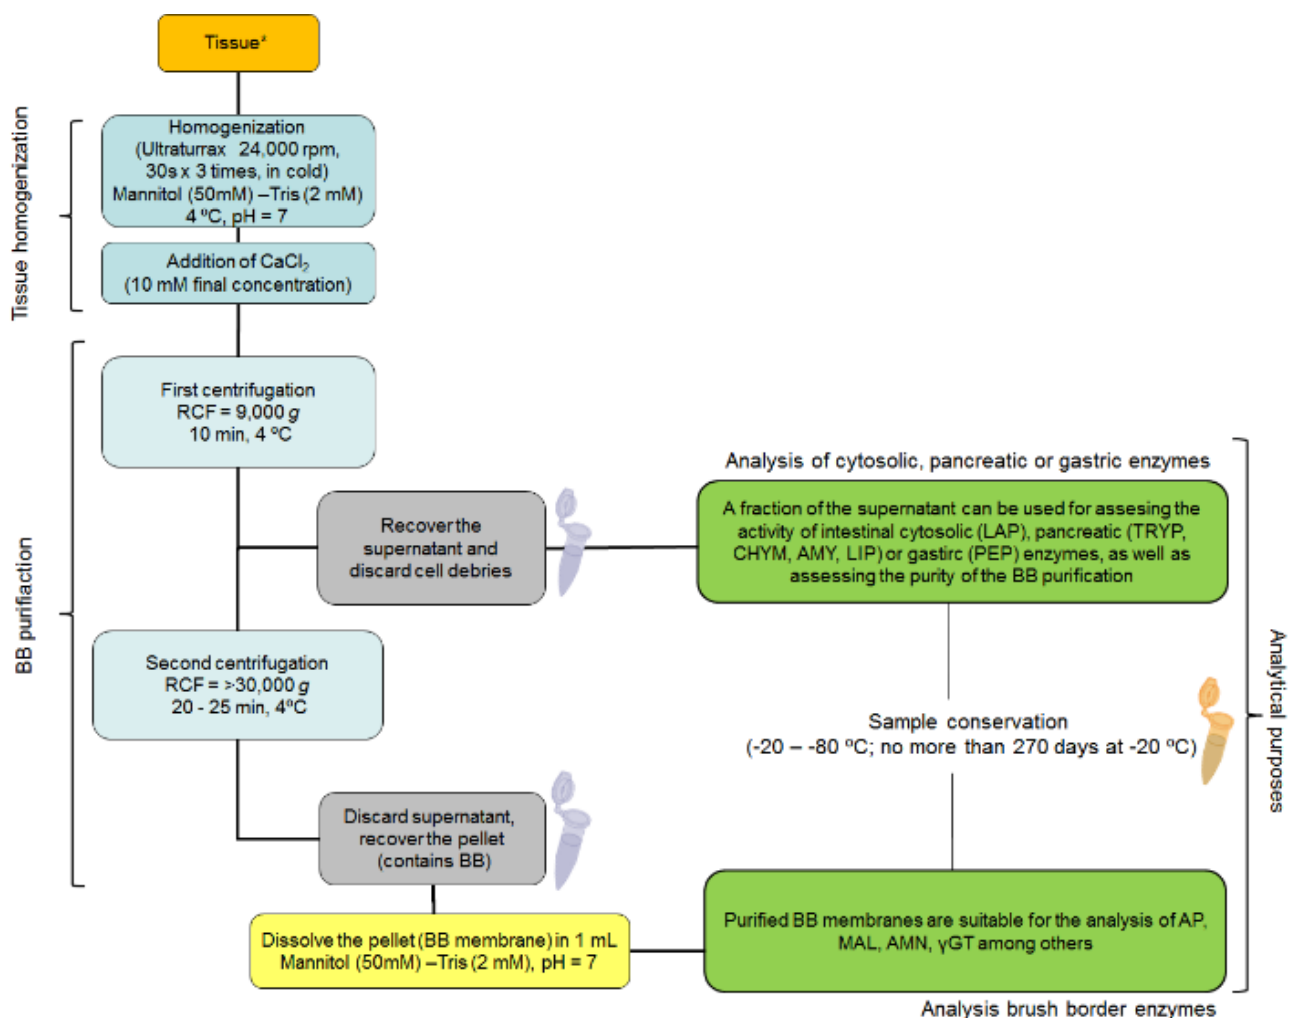 Tissue*
Tissue homogenization
Homogenization
(Ultraturrax 24,000 rpm,
30s x 3 times, in cold)
Mannitol (50mM) –Tris (2 mM)
4 ºC, pH = 7
Addition of CaCl₂
(10 mM final concentration)
BB purifiaction
First centrifugation
RCF = 9,000 g
10 min, 4 ºC
Recover the
supernatant and
discard cell debries
Analysis of cytosolic, pancreatic or gastric enzymes
A fraction of the supernatant can be used for assesing the
activity of intestinal cytosolic (LAP), pancreatic (TRYP,
CHYM, AMY, LIP) or gastirc (PEP) enzymes, as well as
assessing the purity of the BB purification
Second centrifugation
RCF = >30,000 g
20 - 25 min, 4ºC
Sample conservation
(-20 – -80 ºC; no more than 270 days at -20 ºC)
Analytical purposes
Discard supernatant,
recover the pellet
(contains BB)
Dissolve the pellet (BB membrane) in 1 mL
Mannitol (50mM) –Tris (2 mM), pH = 7
Purified BB membranes are suitable for the analysis of AP,
MAL, AMN, γGT among others
Analysis brush border enzymes